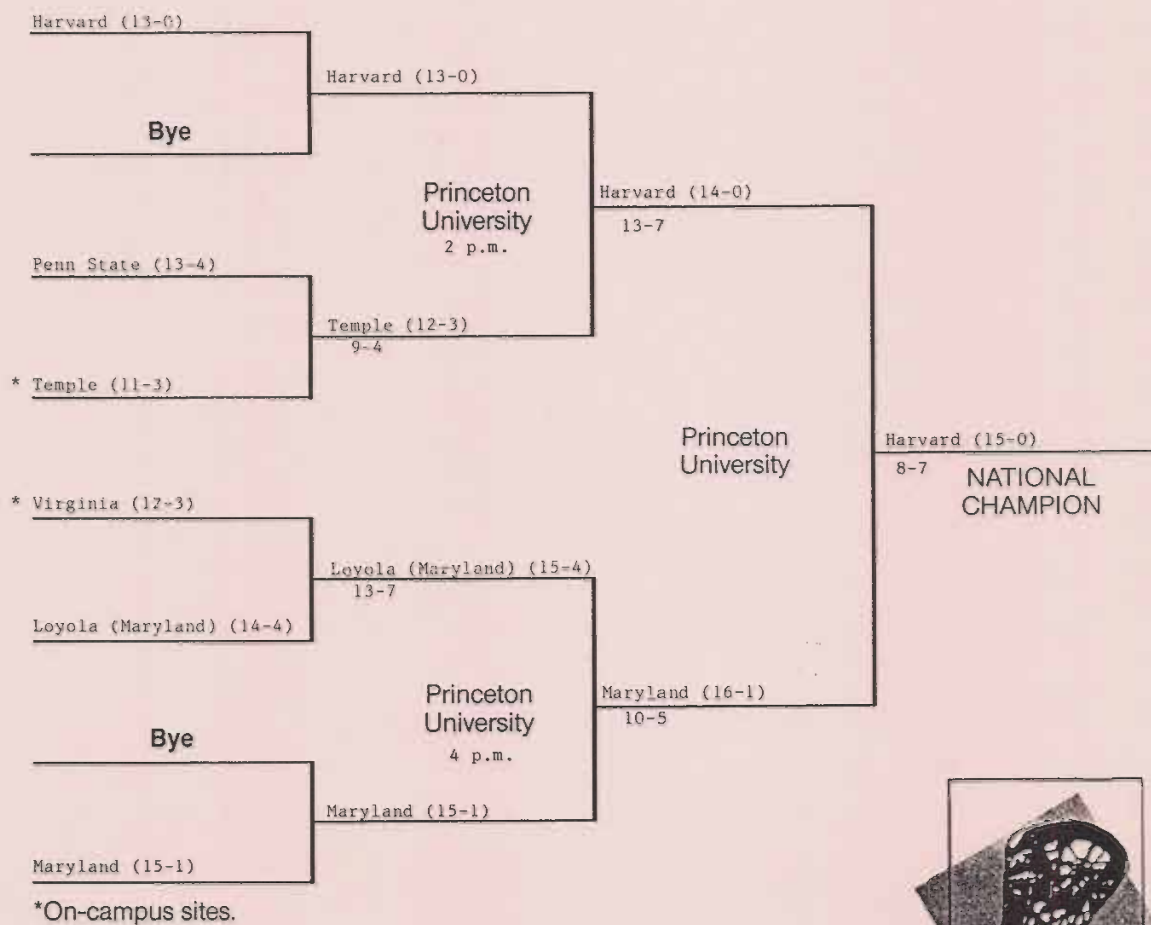 Harvard (13-0)
Bye
Harvard (13-0)
Princeton
University
2 p.m.
Harvard (14-0)
13-7
Penn State (13-4)
Temple (12-3)
9-4
* Temple (11-3)
Princeton
University
Harvard (15-0)
8-7
NATIONAL
CHAMPION
* Virginia (12-3)
Loyola (Maryland) (15-4)
13-7
Loyola (Maryland) (14-4)
Princeton
University
4 p.m.
Maryland (16-1)
10-5
Bye
Maryland (15-1)
Maryland (15-1)
*On-campus sites.